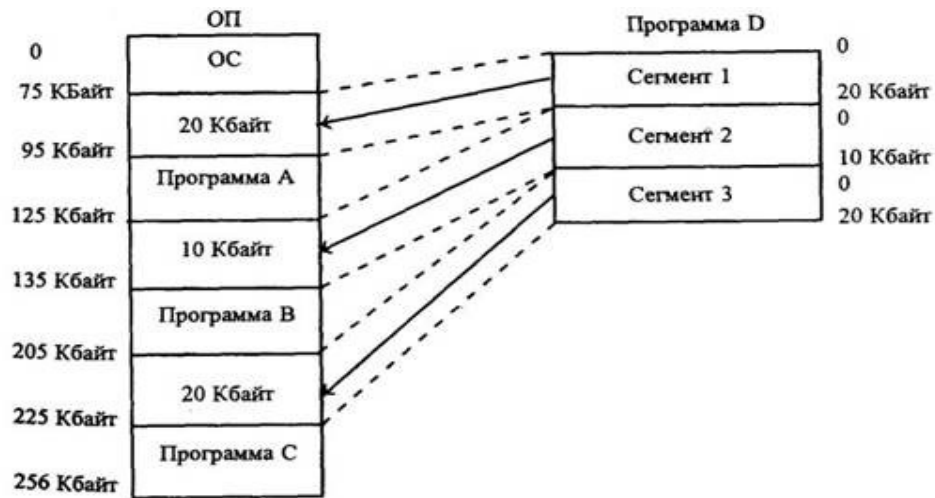 ОП
0
ОС
75 КБайт
20 Кбайт
95 Кбайт
Программа А
125 Кбайт
10 Кбайт
135 Кбайт
Программа В
205 Кбайт
20 Кбайт
225 Кбайт
Программа С
256 Кбайт
Программа D
0
Сегмент 1
20 Кбайт
0
Сегмент 2
10 Кбайт
0
Сегмент 3
20 Кбайт